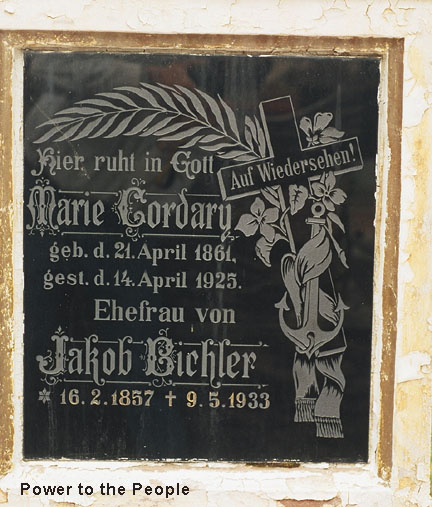 Auf Wiedersehen!
Hier ruht in Gott
Marie Cordary
geb. d. 21. April 1861,
gest. d. 14. April 1925.
Ehefrau von
Jakob Bichler
* 16.2.1857 † 9.5.1933
Power to the People